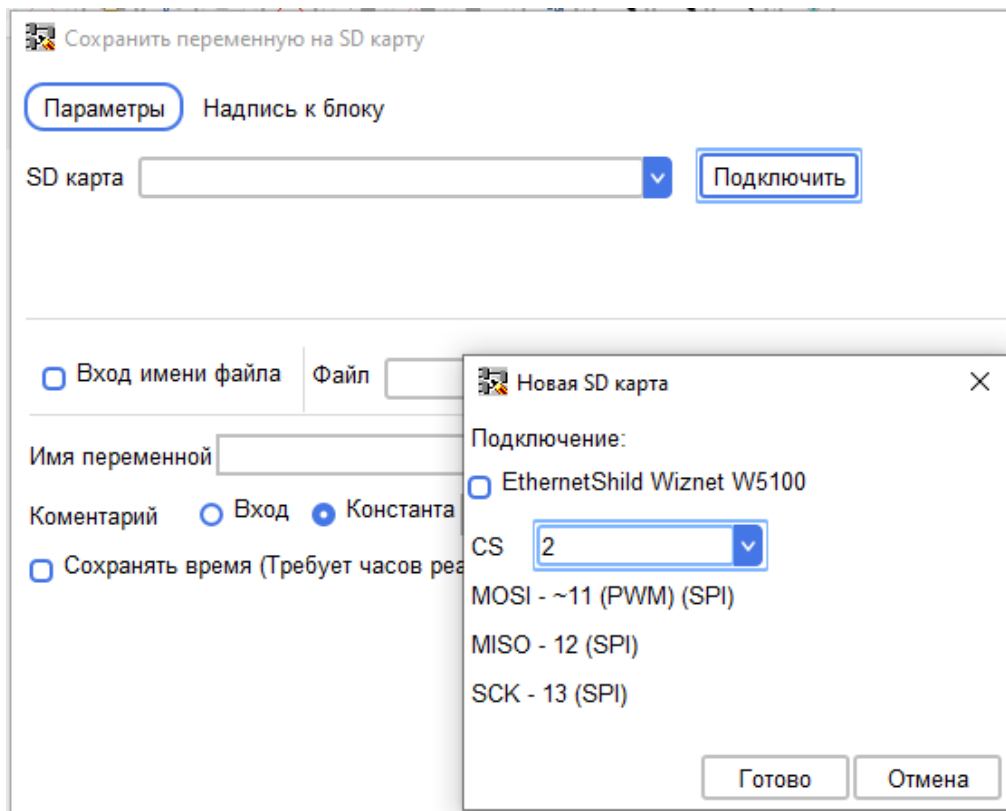 Сохранить переменную на SD карту
Параметры Надпись к блоку
SD карта Подключить
Вход имени файла Файл
Имя переменной
Коментарий Вход Константа
Сохранять время (Требует часов реа
Новая SD карта
Подключение:
EthernetShild Wiznet W5100
CS 2
MOSI - ~11 (PWM) (SPI)
MISO - 12 (SPI)
SCK - 13 (SPI)
Готово Отмена